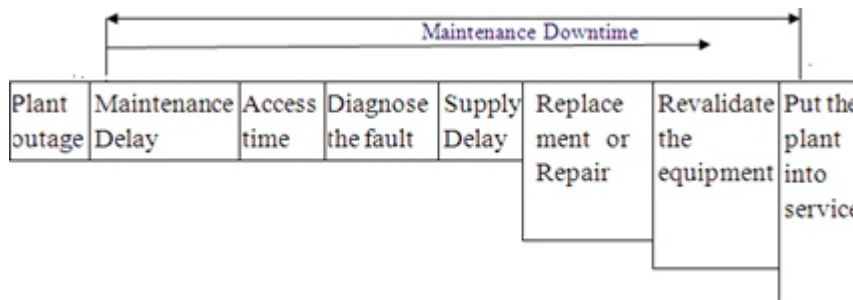 Maintenance Downtime
Plant
outage
Maintenance
Delay
Access
time
Diagnose
the fault
Supply
Delay
Replace
ment or
Repair
Revalidate
the
equipment
Put the
plant
into
service